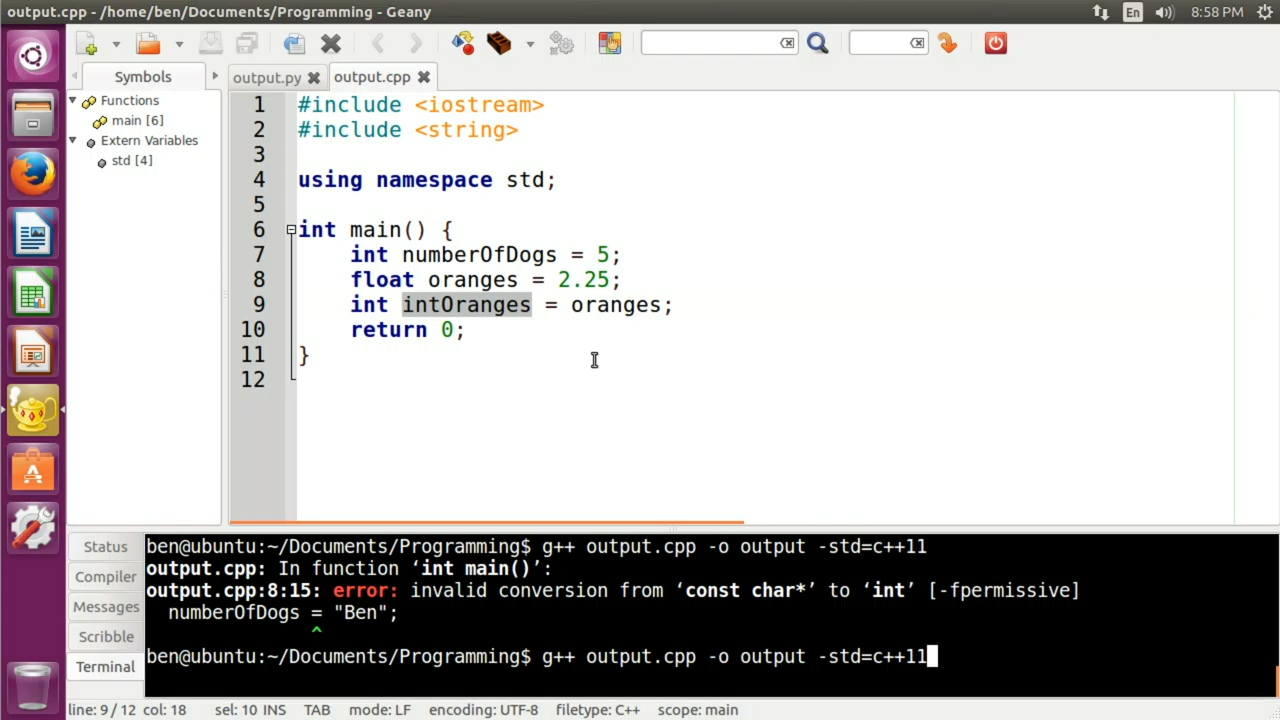 output.cpp - /home/ben/Documents/Programming - Geany
En
8:58 PM
Symbols
output.py
output.cpp
Functions
main [6]
Extern Variables
std [4]
1 #include <iostream>
2 #include <string>
3
4 using namespace std;
5
6 int main() {
7 int numberOfDogs = 5;
8 float oranges = 2.25;
9 int intOranges = oranges;
10 return 0;
11 }
12
Status
Compiler
Messages
Scribble
Terminal
ben@ubuntu:~/Documents/Programming$ g++ output.cpp -o output -std=c++11
output.cpp: In function ‘int main()’:
output.cpp:8:15: error: invalid conversion from ‘const char*’ to ‘int’ [-fpermissive]
numberOfDogs = "Ben";
^
ben@ubuntu:~/Documents/Programming$ g++ output.cpp -o output -std=c++11
line: 9 / 12 col: 18 sel: 10 INS TAB mode: LF encoding: UTF-8 filetype: C++ scope: main